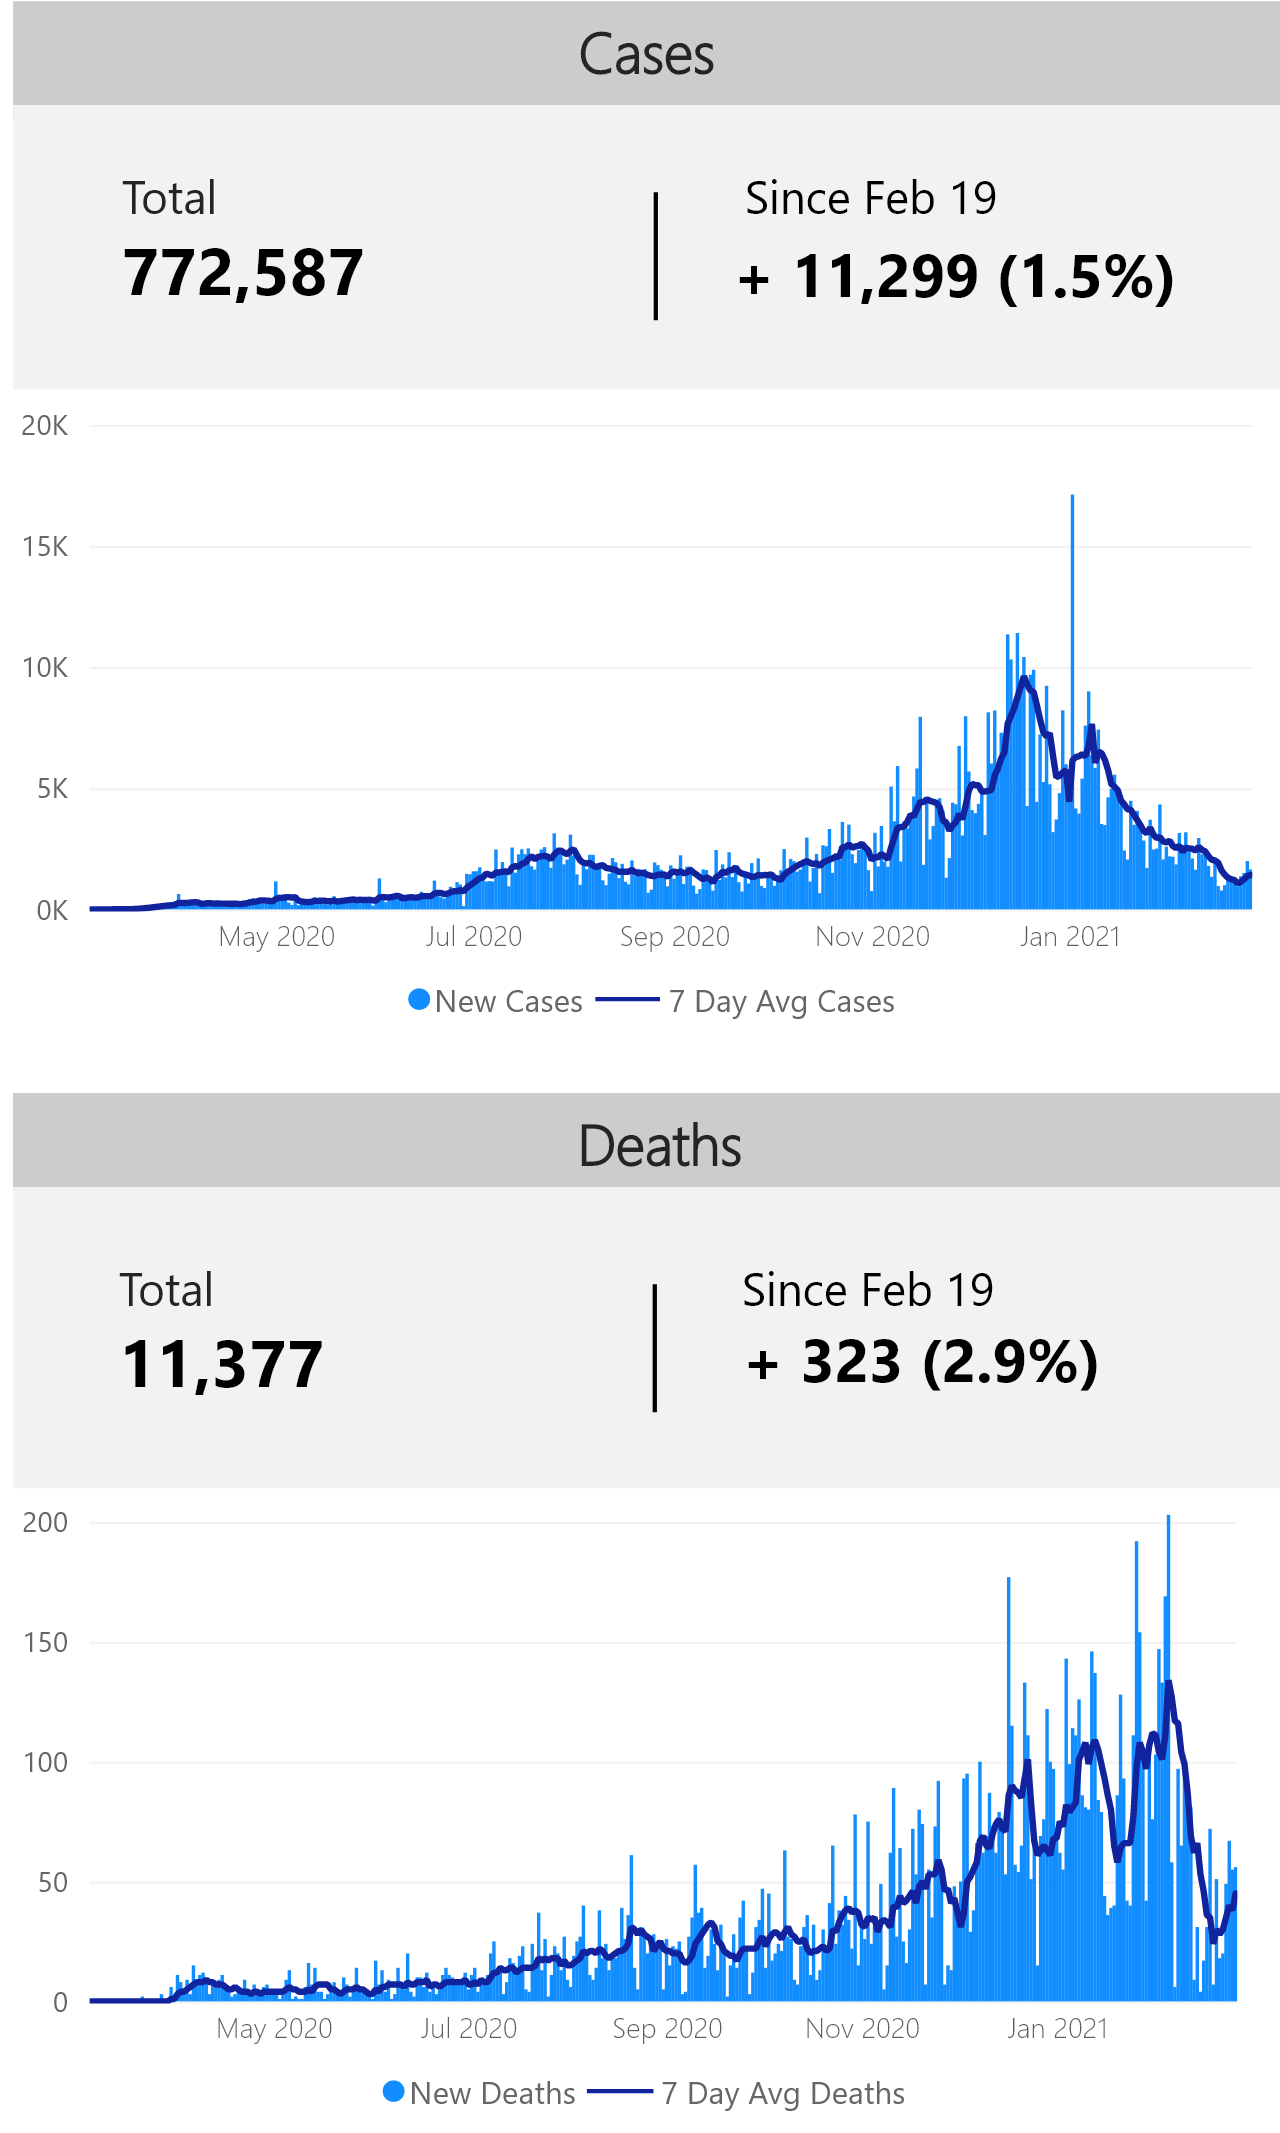 Cases
Total
Since Feb 19
772,587
+ 11,299 (1.5%)
20K
15K
10K
5K
0K
May 2020
Jul 2020
Sep 2020
Nov 2020
Jan 2021
New Cases
7 Day Avg Cases
Deaths
Total
Since Feb 19
11,377
+ 323 (2.9%)
200
150
100
50
0
May 2020
Jul 2020
Sep 2020
Nov 2020
Jan 2021
New Deaths
7 Day Avg Deaths